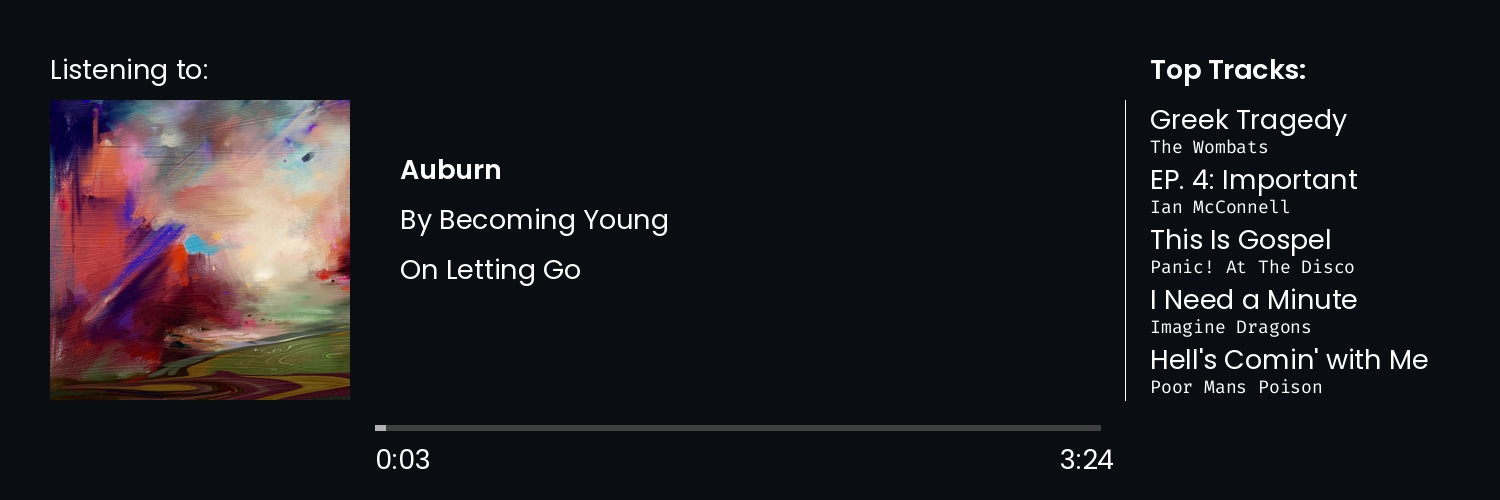 Listening to:
Auburn
By Becoming Young
On Letting Go
0:03
3:24
Top Tracks:
Greek Tragedy
The Wombats
EP. 4: Important
Ian McConnell
This Is Gospel
Panic! At The Disco
I Need a Minute
Imagine Dragons
Hell's Comin' with Me
Poor Mans Poison